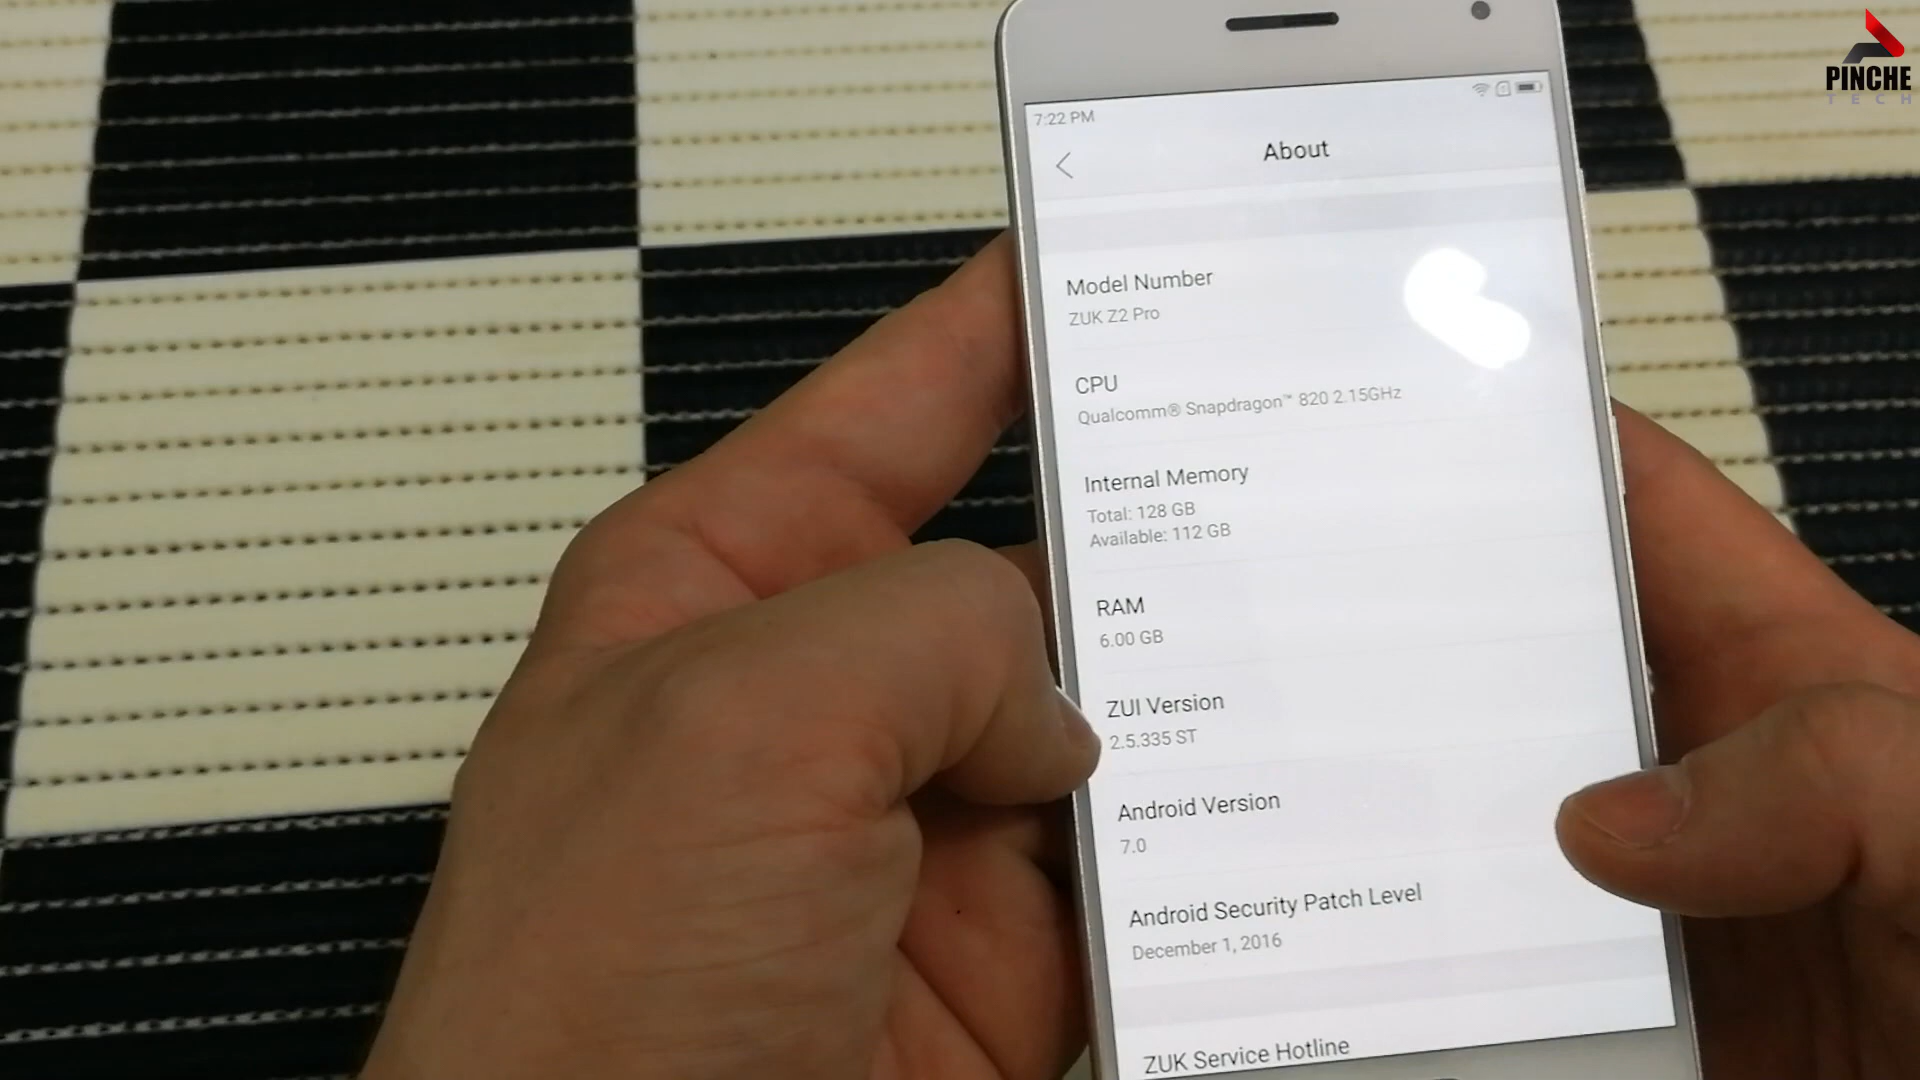 PINCHE
TECH
7:22 PM
About
Model Number
ZUK Z2 Pro
CPU
Qualcomm® Snapdragon™ 820 2.15GHz
Internal Memory
Total: 128 GB
Available: 112 GB
RAM
6.00 GB
ZUI Version
2.5.335 ST
Android Version
7.0
Android Security Patch Level
December 1, 2016
ZUK Service Hotline